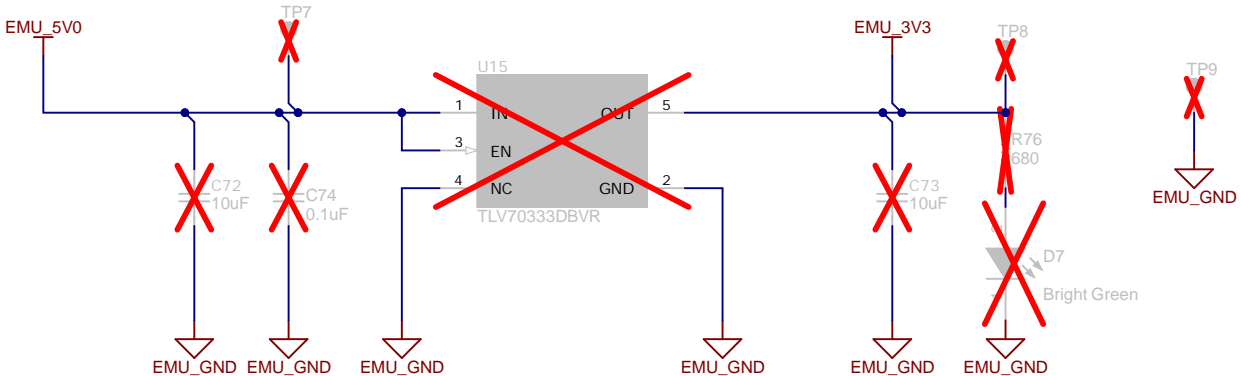 TP7
EMU_5V0
EMU_3V3
TP8
U15
TP9
1
IN
OUT
5
3
EN
R76
680
4
NC
GND
2
C72
10uF
C74
0.1uF
C73
10uF
TLV70333DBVR
EMU_GND
D7
Bright Green
EMU_GND
EMU_GND
EMU_GND
EMU_GND
EMU_GND
EMU_GND